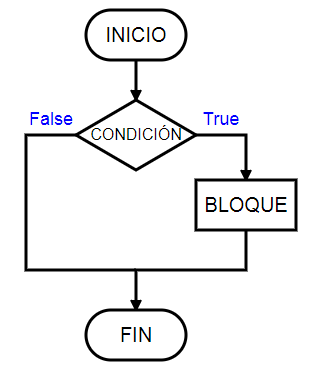 INICIO
False
True
CONDICIÓN
BLOQUE
FIN